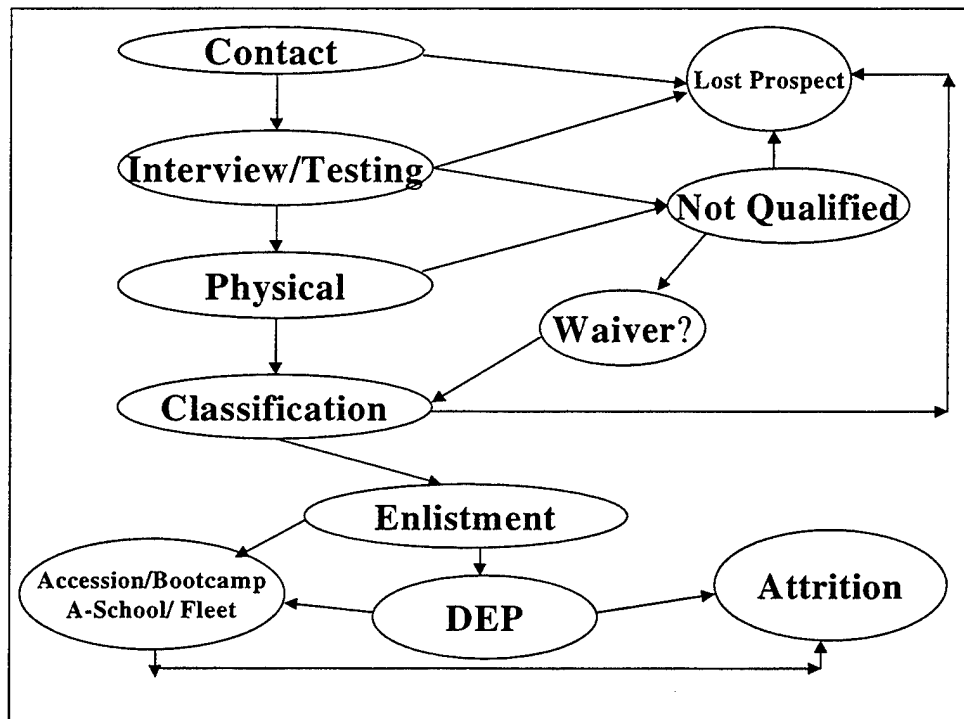 Contact
Lost Prospect
Interview/Testing
Not Qualified
Physical
Waiver?
Classification
Enlistment
Accession/Bootcamp
A-School/ Fleet
DEP
Attrition